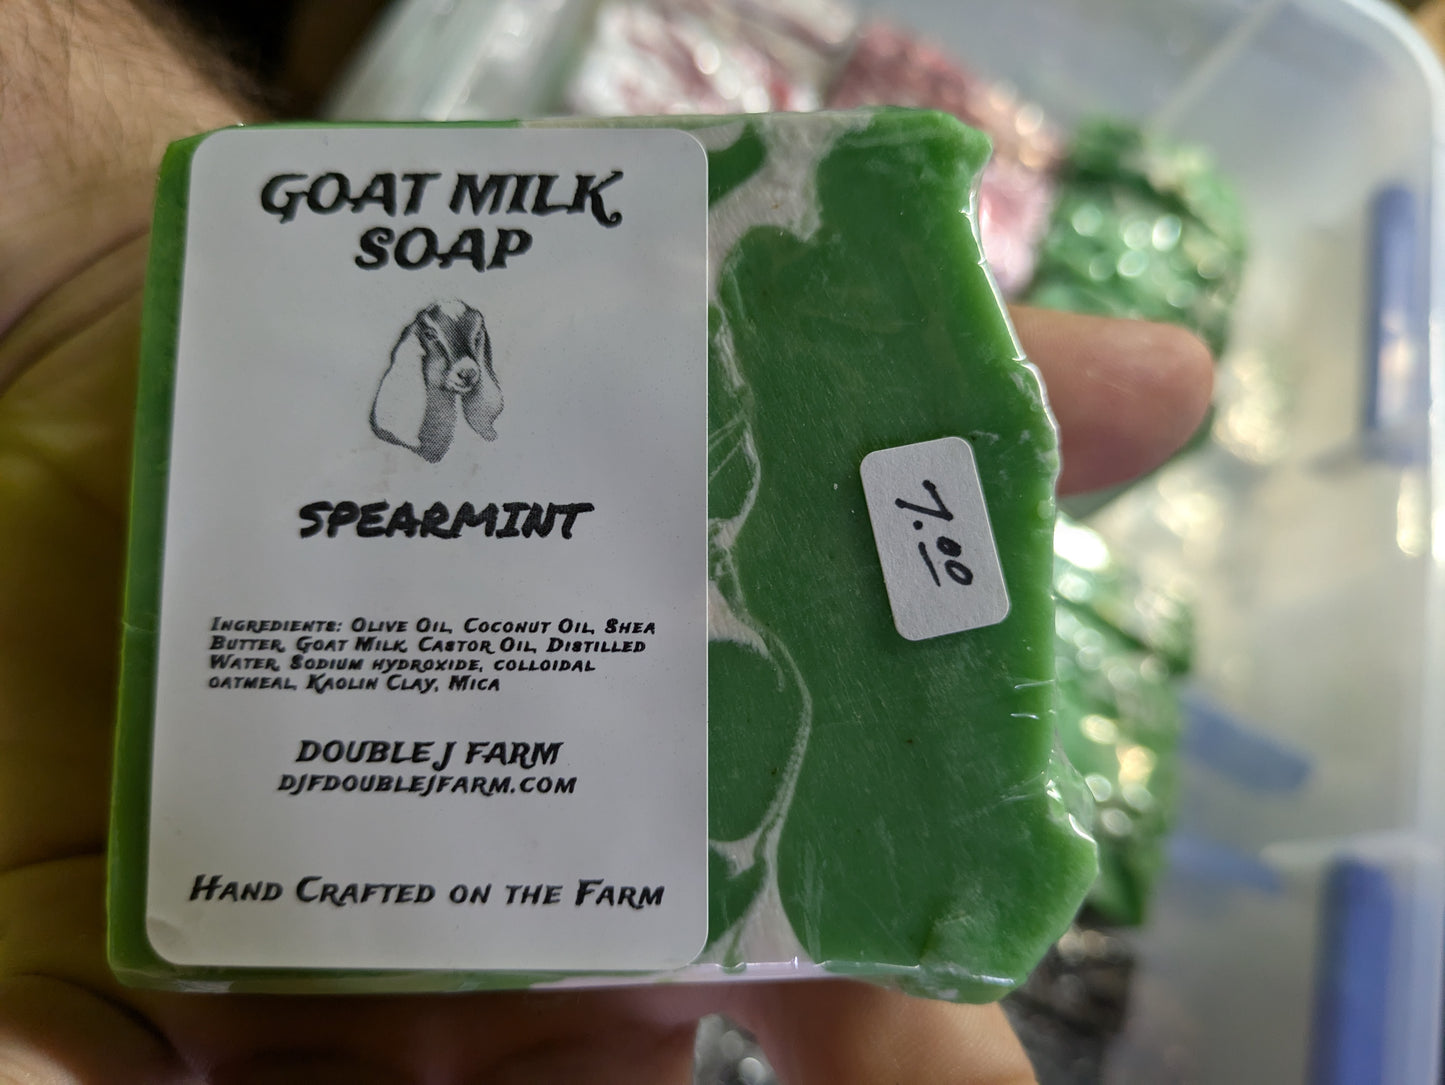 GOAT MILK
SOAP
SPEARMINT
INGREDIENTS: OLIVE OIL, COCONUT OIL, SHEA
BUTTER, GOAT MILK, CASTOR OIL, DISTILLED
WATER, SODIUM HYDROXIDE, COLLOIDAL
OATMEAL, KAOLIN CLAY, MICA
DOUBLE J FARM
DJFDOUBLEJFARM.COM
HAND CRAFTED ON THE FARM
7.00